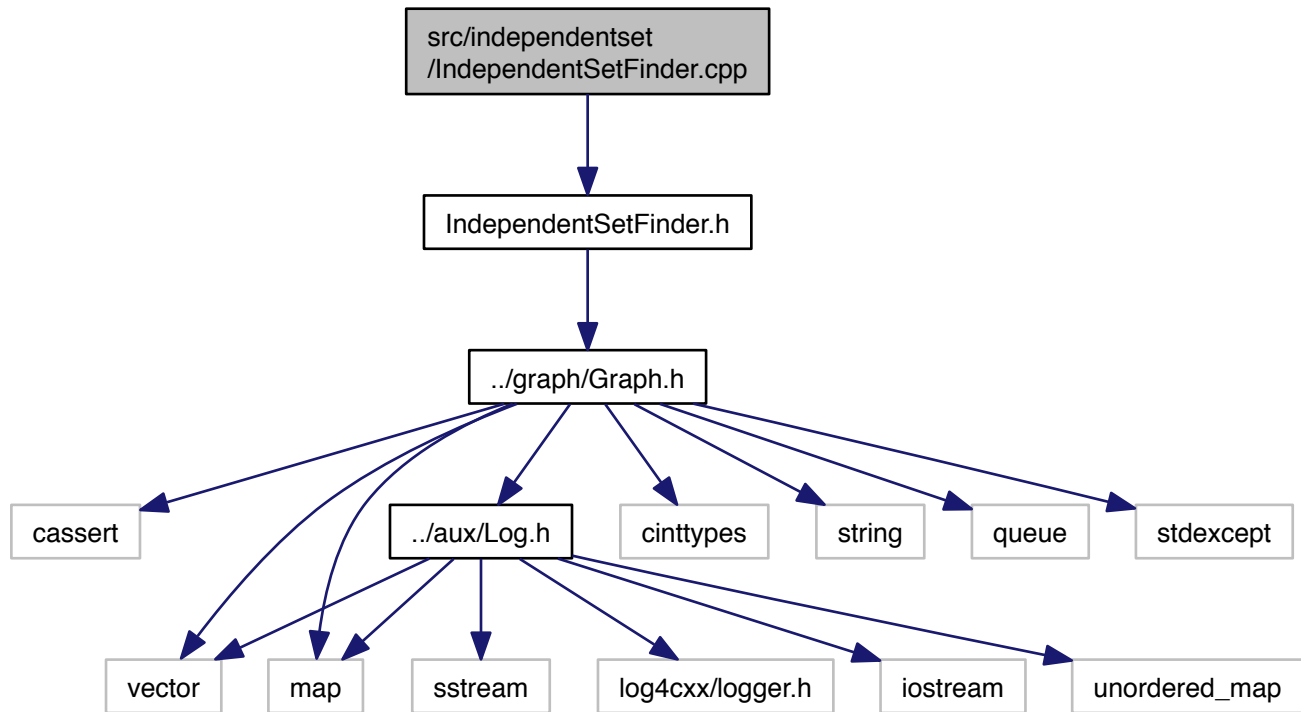 src/independentset
/IndependentSetFinder.cpp
IndependentSetFinder.h
../graph/Graph.h
cassert
../aux/Log.h
cinttypes
string
queue
stdexcept
vector
map
sstream
log4cxx/logger.h
iostream
unordered_map